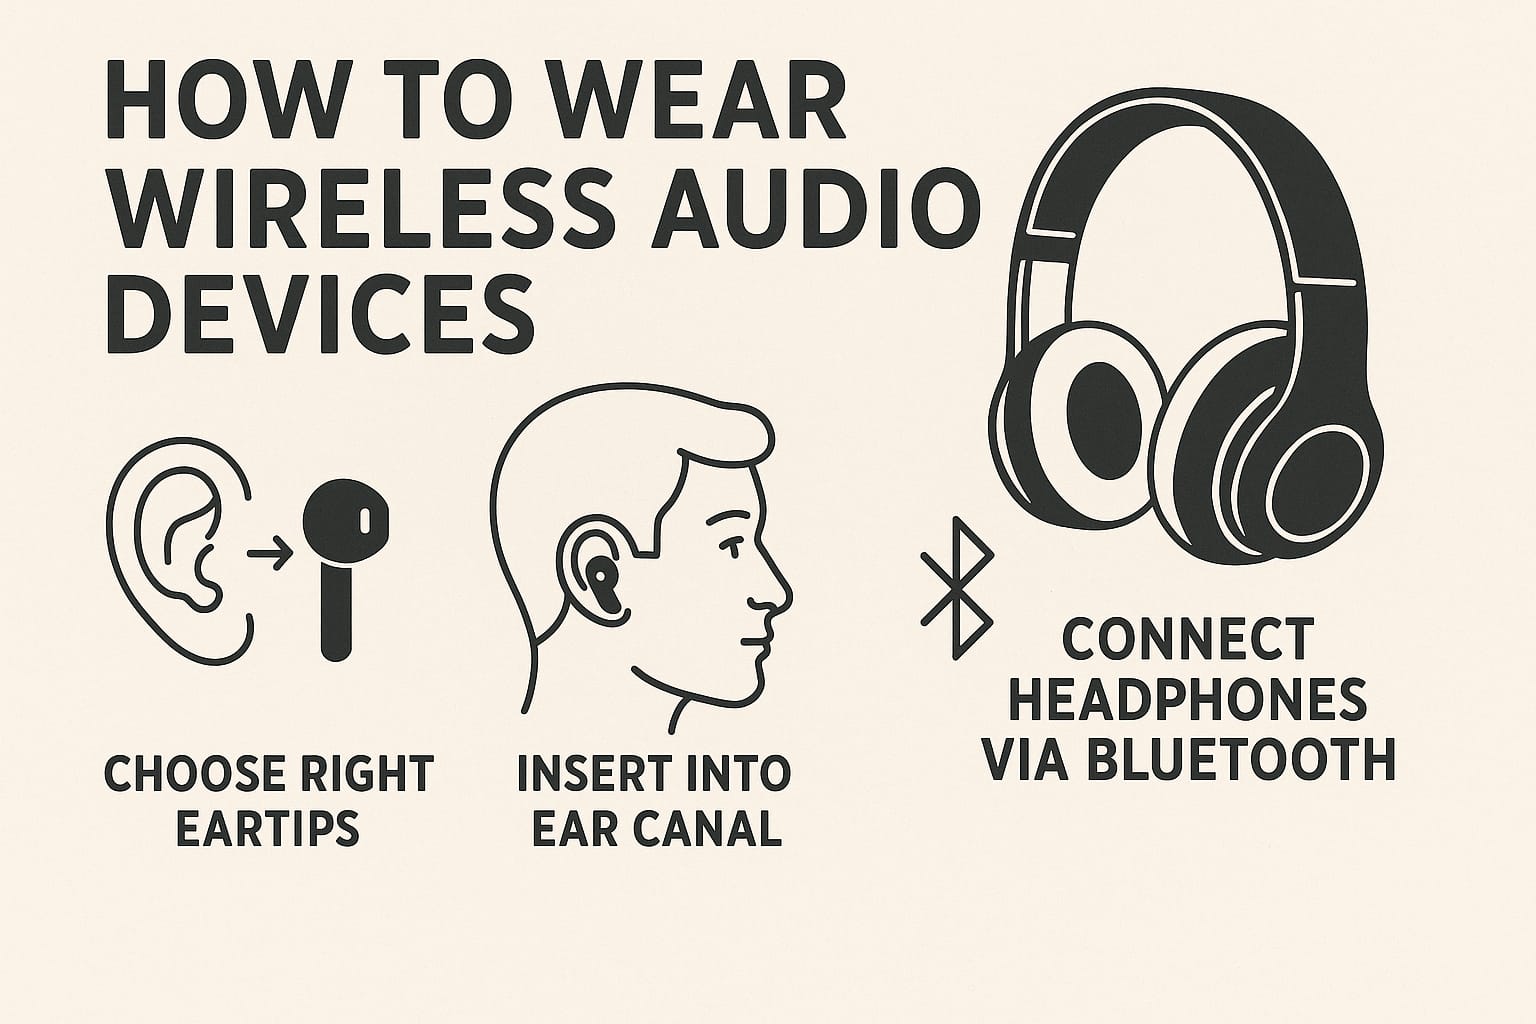 HOW TO WEAR
WIRELESS AUDIO
DEVICES
CHOOSE RIGHT
EARTIPS
INSERT INTO
EAR CANAL
CONNECT
HEADPHONES
VIA BLUETOOTH